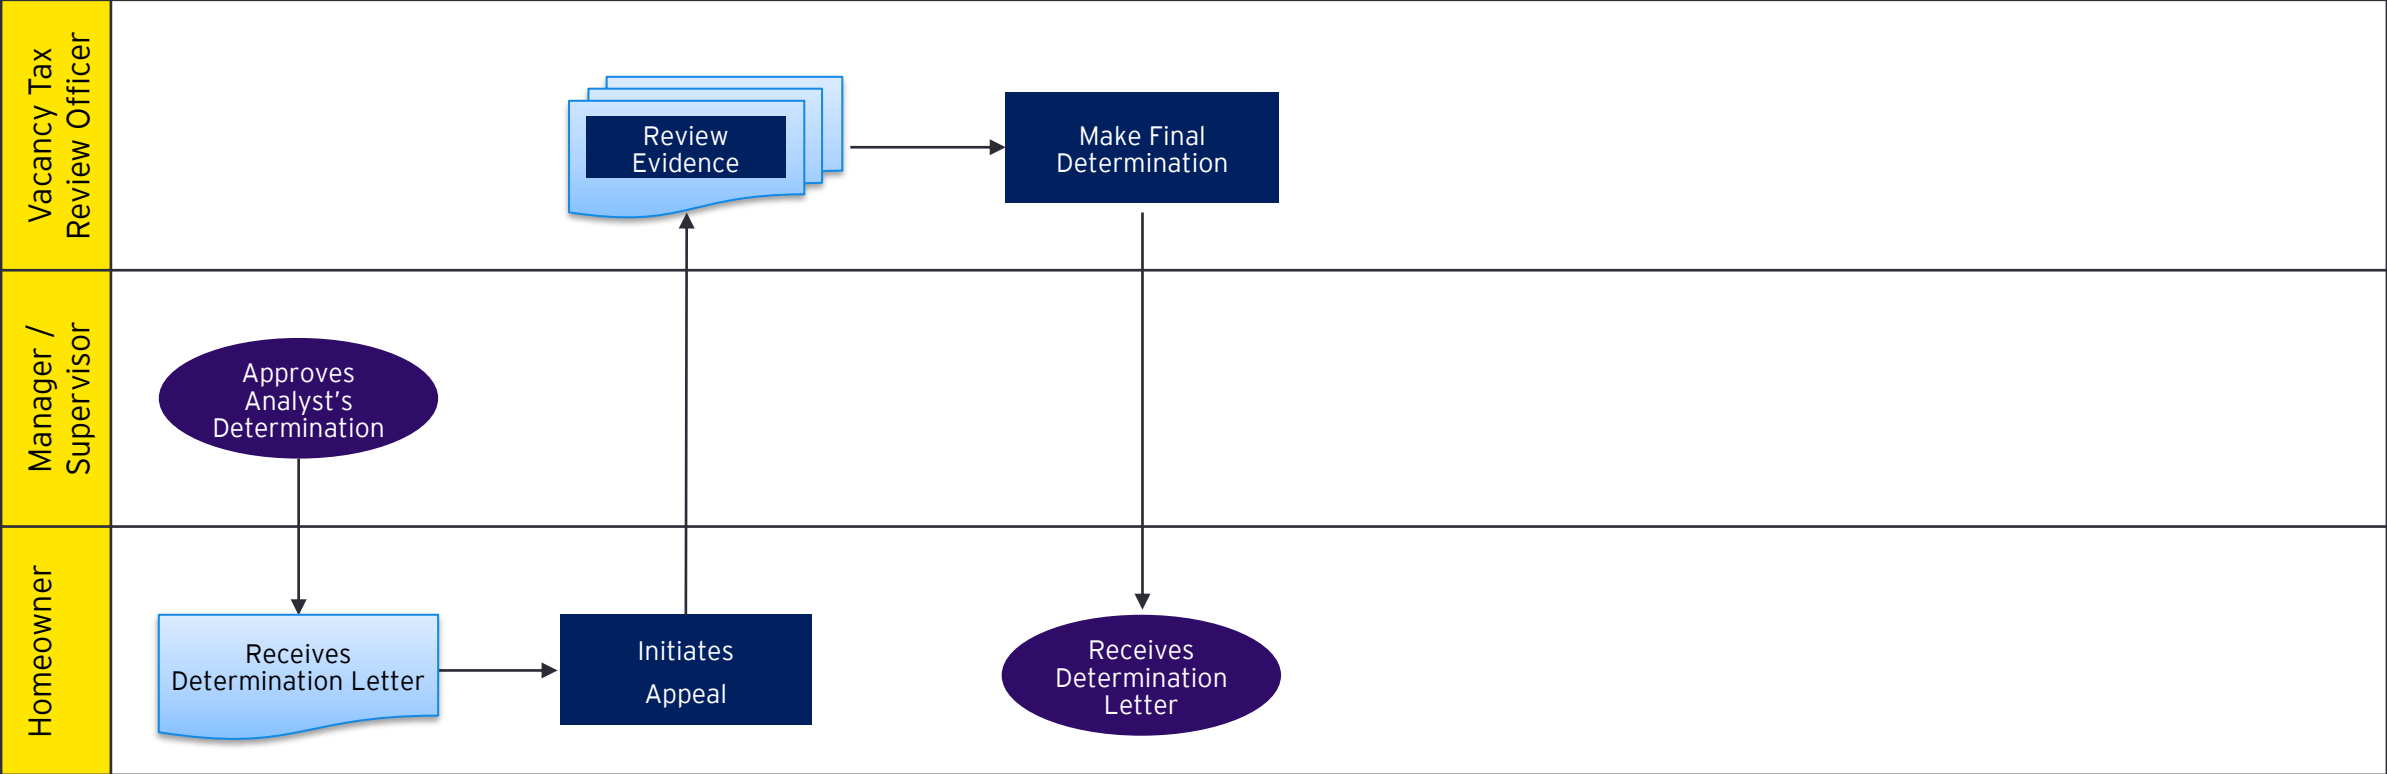 Vacancy Tax
Review Officer
Review
Evidence
Make Final
Determination
Manager /
Supervisor
Approves
Analyst’s
Determination
Homeowner
Receives
Determination Letter
Initiates
Appeal
Receives
Determination
Letter